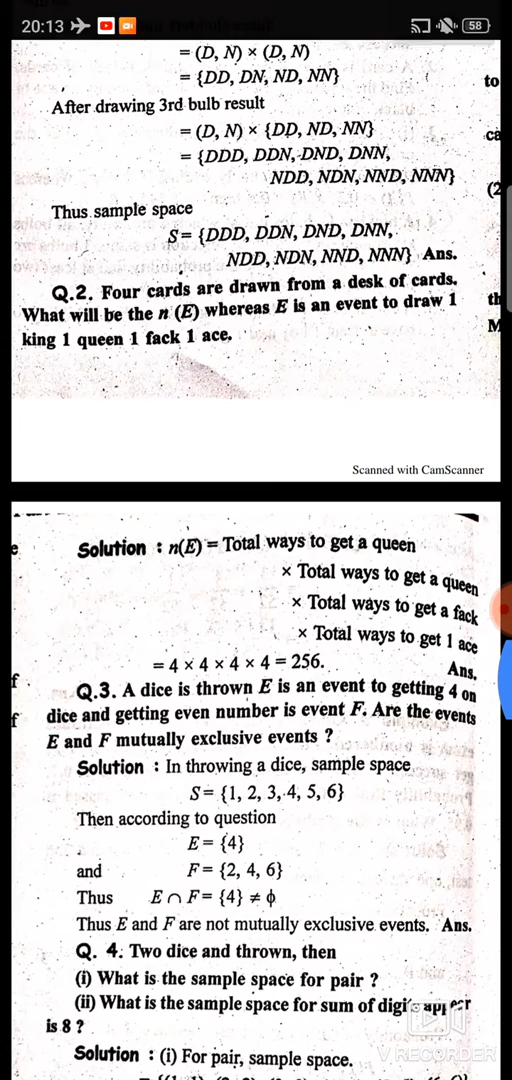 20:13
58
= (D, N) × (D, N)
= {DD, DN, ND, NN}
to
After drawing 3rd bulb result
= (D, N) × {DD, ND, NN}
ca
= {DDD, DDN, DND, DNN,
NDD, NDN, NND, NNN}
(2
Thus sample space
S = {DDD, DDN, DND, DNN,
NDD, NDN, NND, NNN} Ans.
Q.2. Four cards are drawn from a desk of cards.
What will be the n (E) whereas E is an event to draw 1
th
king 1 queen 1 fack 1 ace.
M
Scanned with CamScanner
e
Solution : n(E) = Total ways to get a queen
× Total ways to get a queen
× Total ways to get a fack
× Total ways to get 1 ace
= 4 × 4 × 4 × 4 = 256.
Ans.
f
Q.3. A dice is thrown E is an event to getting 4 on
f
dice and getting even number is event F. Are the events
E and F mutually exclusive events ?
Solution : In throwing a dice, sample space
S = {1, 2, 3, 4, 5, 6}
Then according to question
E = {4}
and F = {2, 4, 6}
Thus E ∩ F = {4} ≠ ϕ
Thus E and F are not mutually exclusive events. Ans.
Q. 4. Two dice and thrown, then
(i) What is the sample space for pair ?
(ii) What is the sample space for sum of digits appear
is 8 ?
V RECORDER
Solution : (i) For pair, sample space.